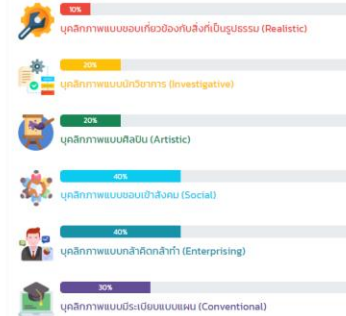 10%
บุคลิกภาพแบบชอบเกี่ยวข้องกับสิ่งที่เป็นรูปธรรม (Realistic)
20%
บุคลิกภาพแบบนักวิชาการ (Investigative)
20%
บุคลิกภาพแบบศิลปิน (Artistic)
40%
บุคลิกภาพแบบชอบเข้าสังคม (Social)
40%
บุคลิกภาพแบบกล้าคิดกล้าทำ (Enterprising)
30%
บุคลิกภาพแบบมีระเบียบแบบแผน (Conventional)